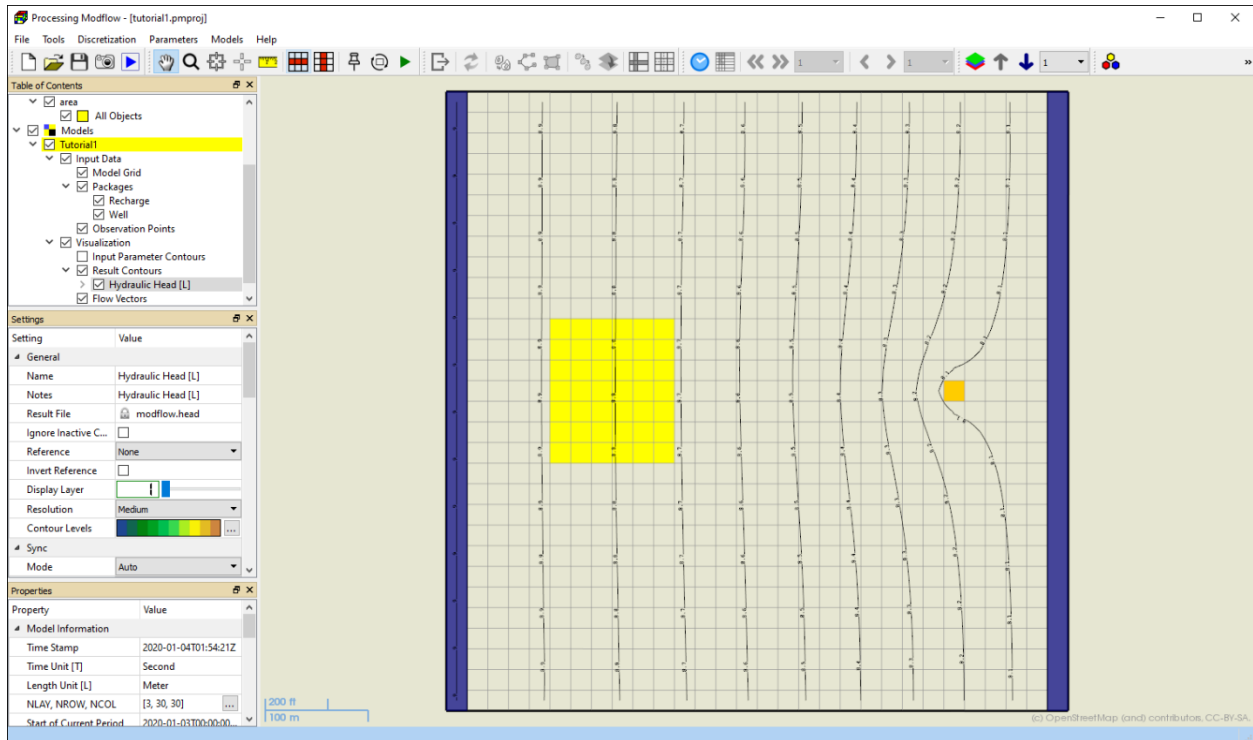 Processing Modflow - [tutorial1.pmproj]
File Tools Discretization Parameters Models Help
1 1 1 »
Table of Contents
area
All Objects
Models
Tutorial1
Input Data
Model Grid
Packages
Recharge
Well
Observation Points
Visualization
Input Parameter Contours
Result Contours
Hydraulic Head [L]
Flow Vectors
Settings
Setting Value
General
Name Hydraulic Head [L]
Notes Hydraulic Head [L]
Result File modflow.head
Ignore Inactive C...
Reference None
Invert Reference
Display Layer 1
Resolution Medium
Contour Levels ...
Sync
Mode Auto
Properties
Property Value
Model Information
Time Stamp 2020-01-04T01:54:21Z
Time Unit [T] Second
Length Unit [L] Meter
NLAY, NROW, NCOL [3, 30, 30] ...
Start of Current Period 2020-01-03T00:00:00...
200 ft
100 m
(c) OpenStreetMap (and) contributors, CC-BY-SA,